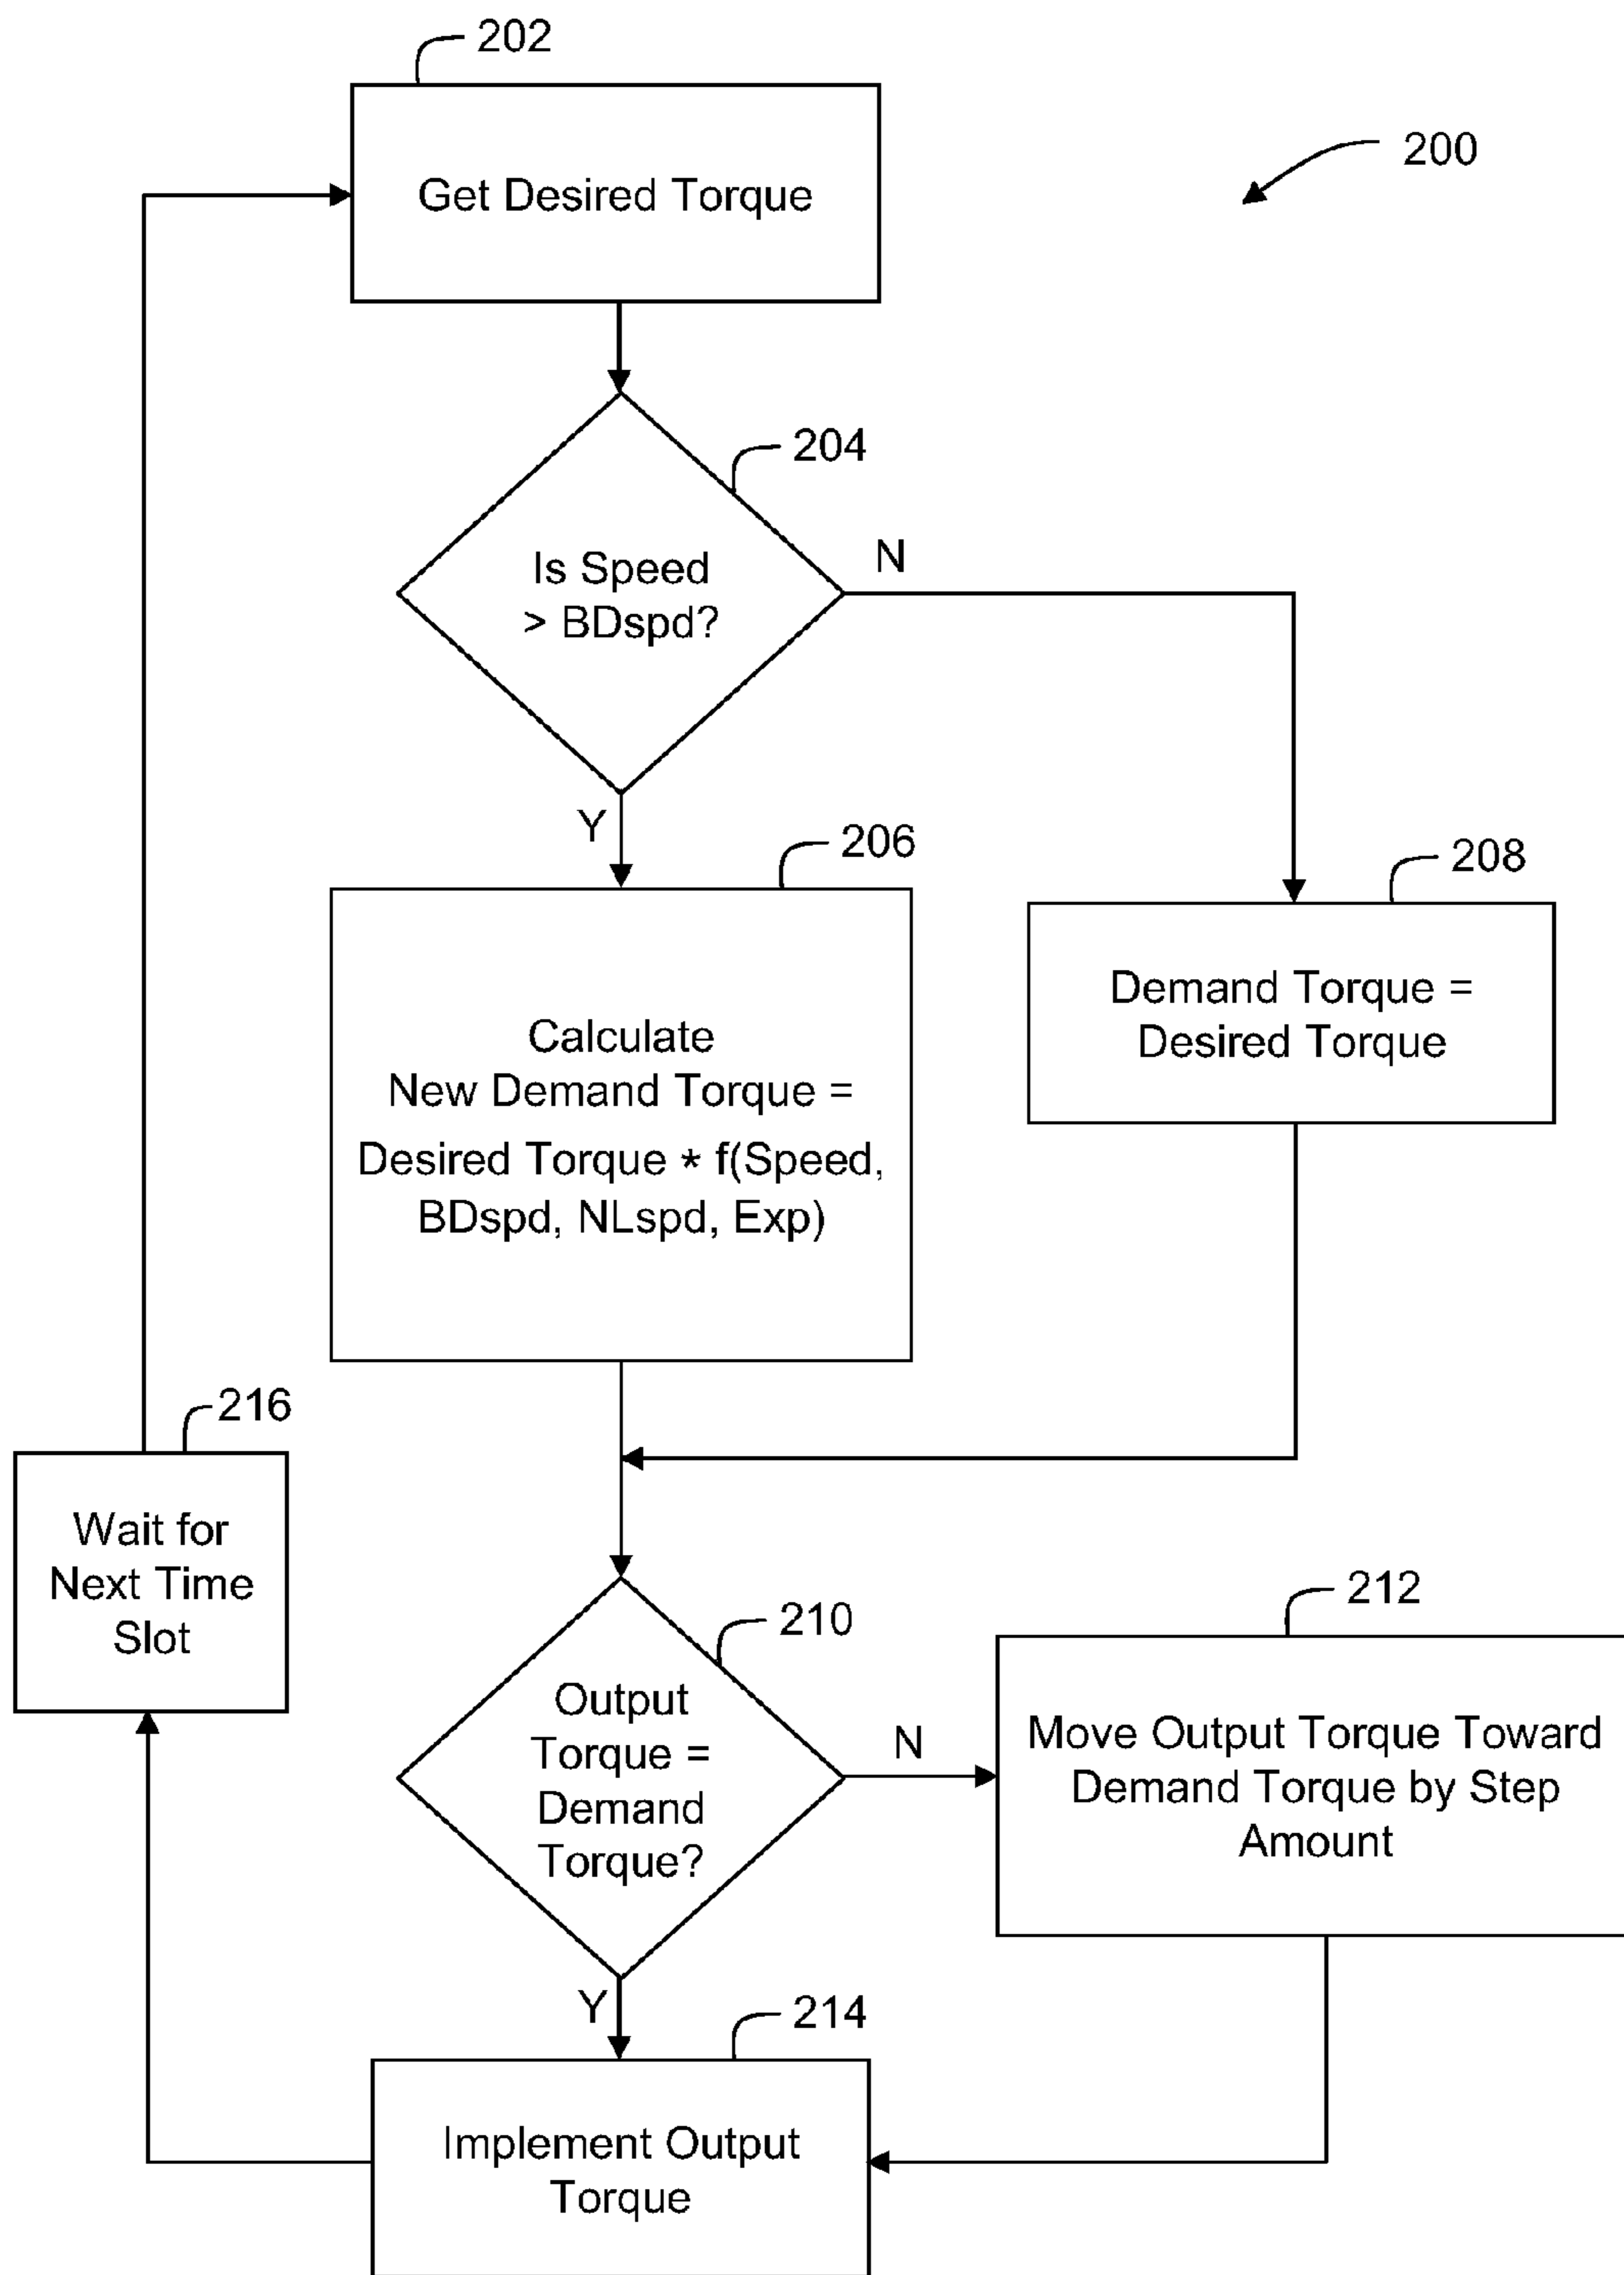 202
200
Get Desired Torque
204
Is Speed
> BDspd?
N
Y
206
208
Calculate
New Demand Torque =
Desired Torque * f(Speed,
BDspd, NLspd, Exp)
Demand Torque =
Desired Torque
216
Wait for
Next Time
Slot
210
212
Output
Torque =
Demand
Torque?
N
Move Output Torque Toward
Demand Torque by Step
Amount
Y
214
Implement Output
Torque